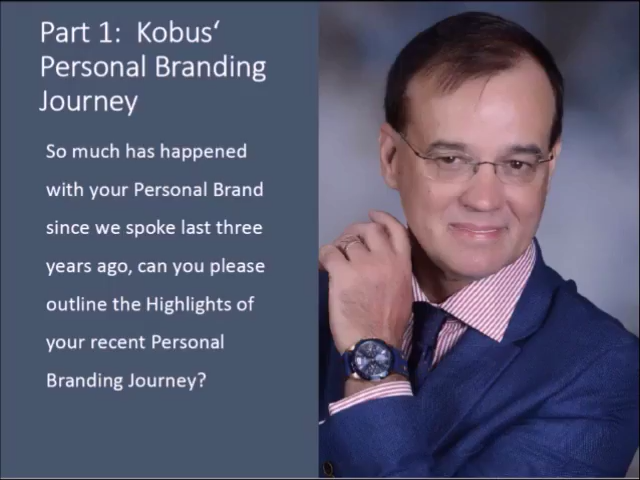 Part 1:  Kobus‘
Personal Branding
Journey
So much has happened
with your Personal Brand
since we spoke last three
years ago, can you please
outline the Highlights of
your recent Personal
Branding Journey?